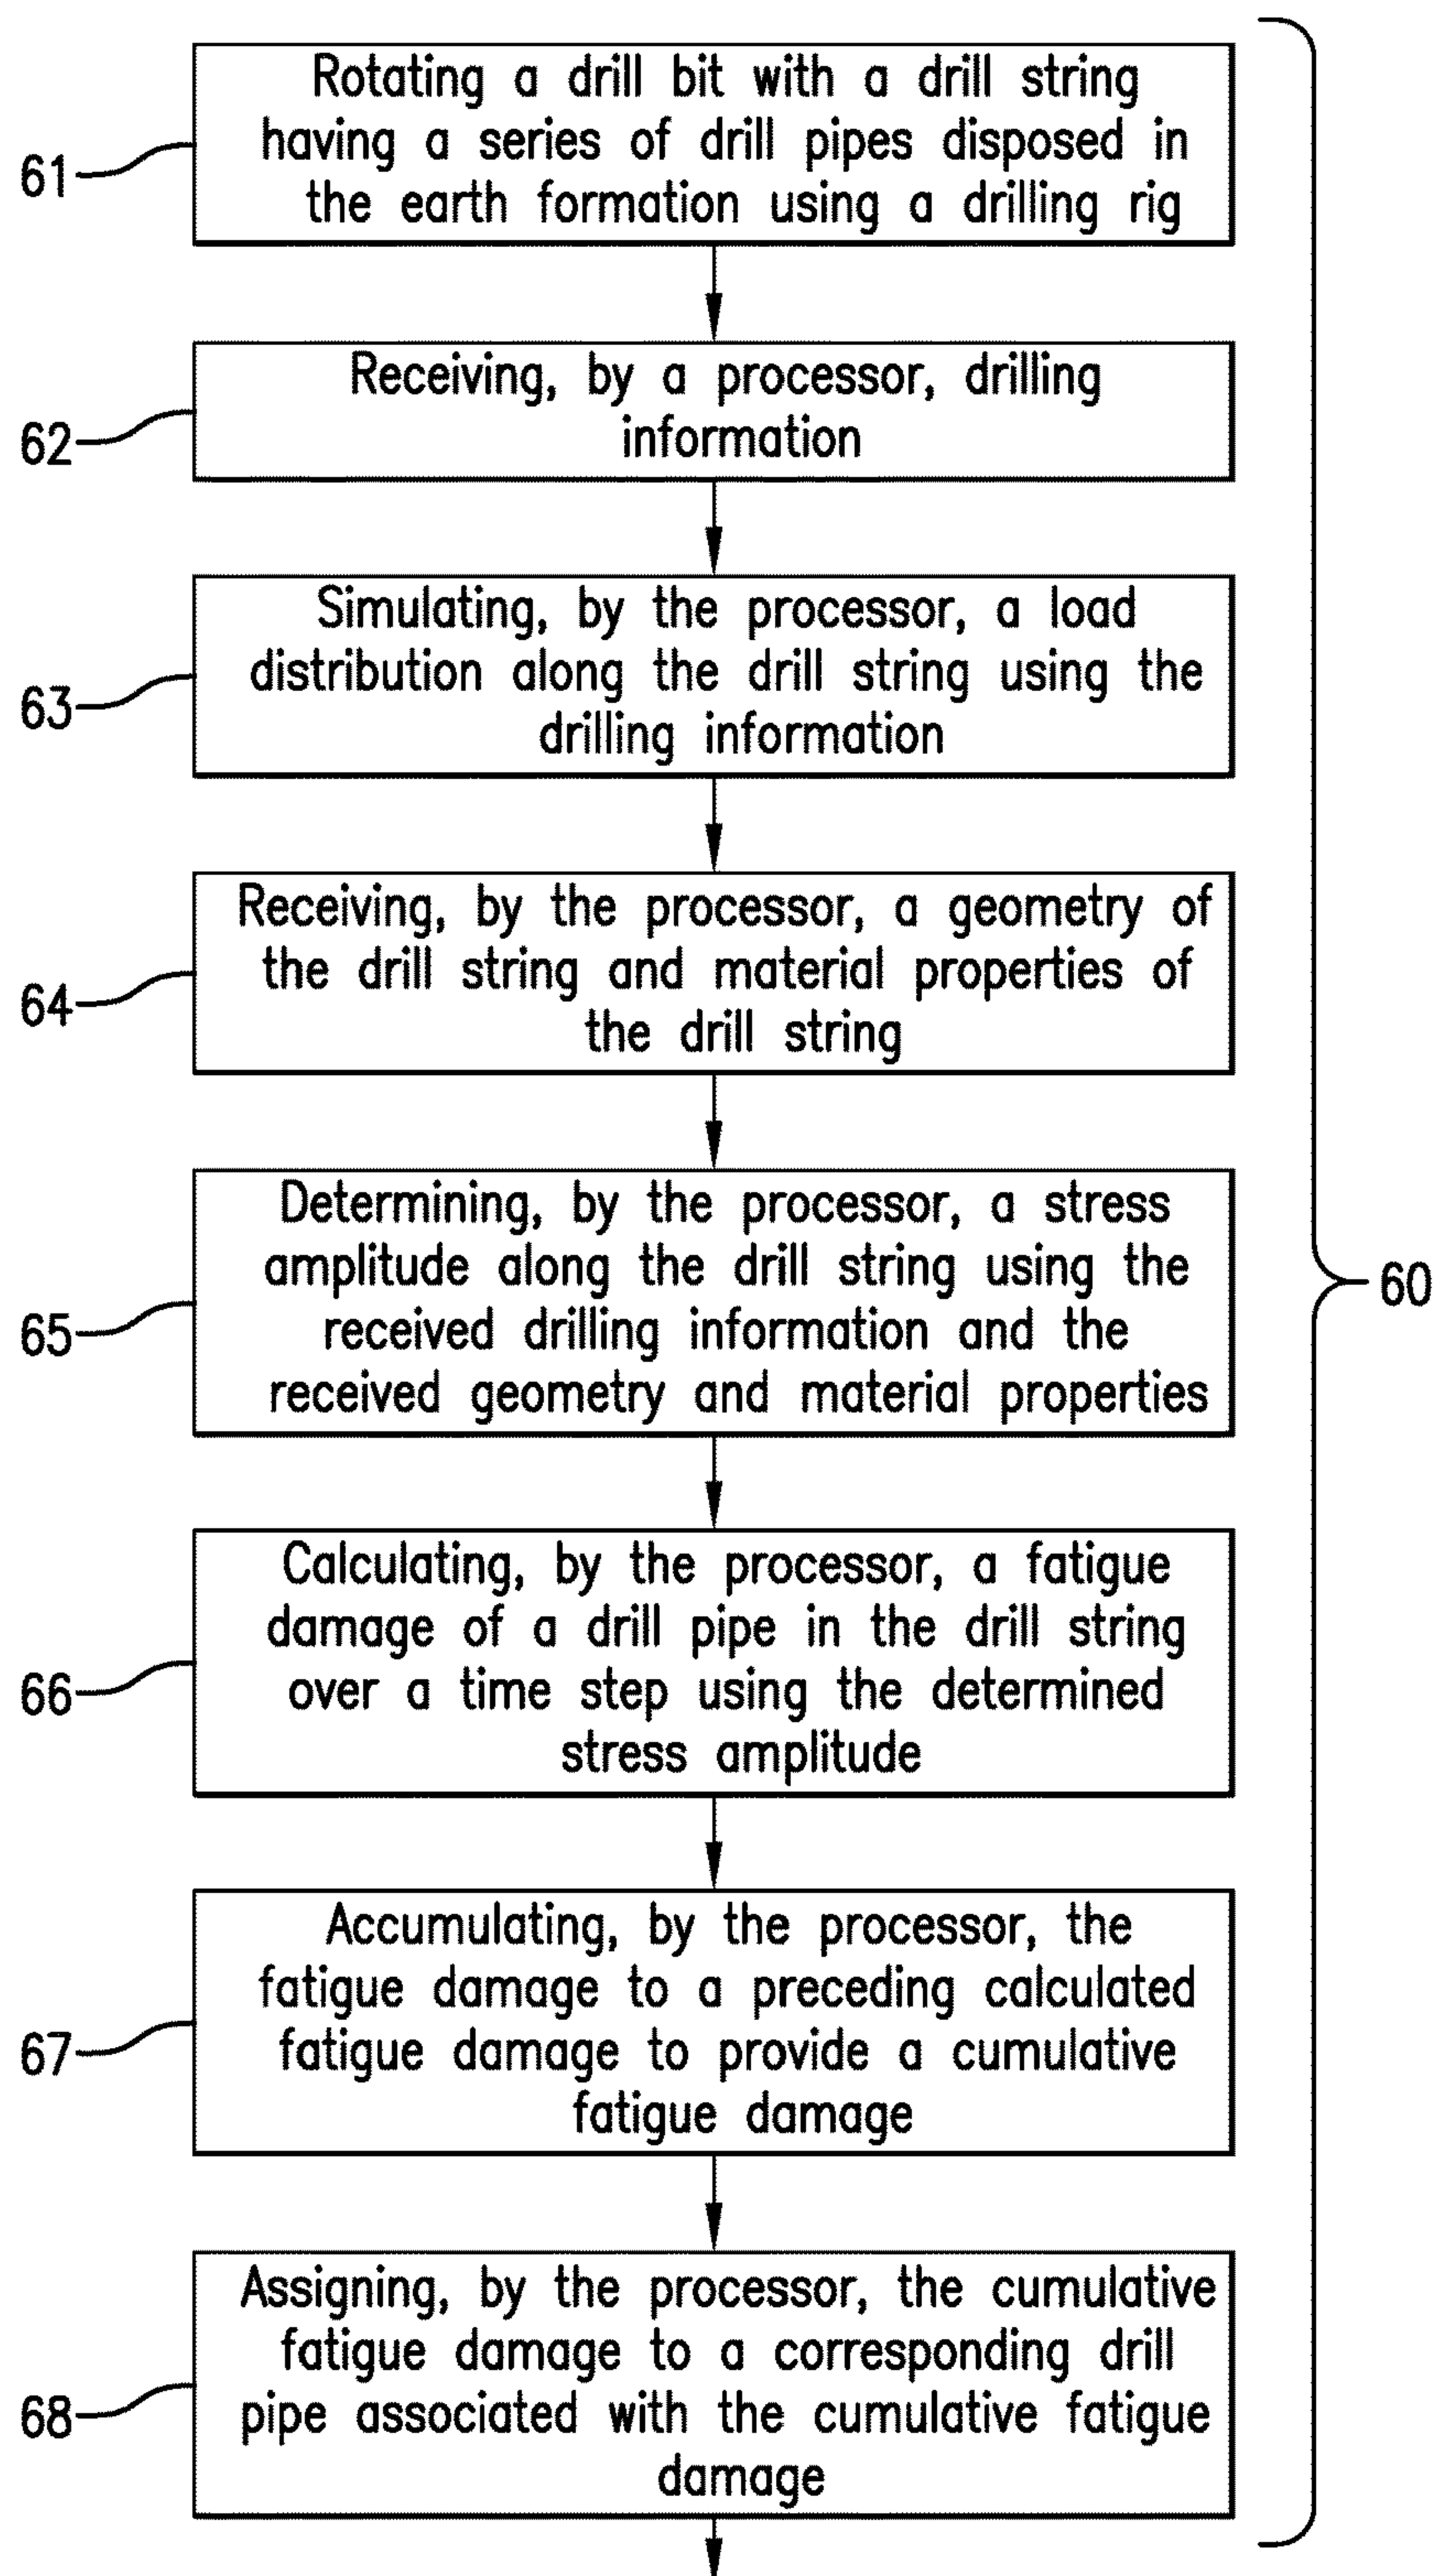 Rotating a drill bit with a drill string
having a series of drill pipes disposed in
the earth formation using a drilling rig
61
Receiving, by a processor, drilling
information
62
Simulating, by the processor, a load
distribution along the drill string using the
drilling information
63
Receiving, by the processor, a geometry of
the drill string and material properties of
the drill string
64
Determining, by the processor, a stress
amplitude along the drill string using the
received drilling information and the
received geometry and material properties
65
60
Calculating, by the processor, a fatigue
damage of a drill pipe in the drill string
over a time step using the determined
stress amplitude
66
Accumulating, by the processor, the
fatigue damage to a preceding calculated
fatigue damage to provide a cumulative
fatigue damage
67
Assigning, by the processor, the cumulative
fatigue damage to a corresponding drill
pipe associated with the cumulative fatigue
damage
68